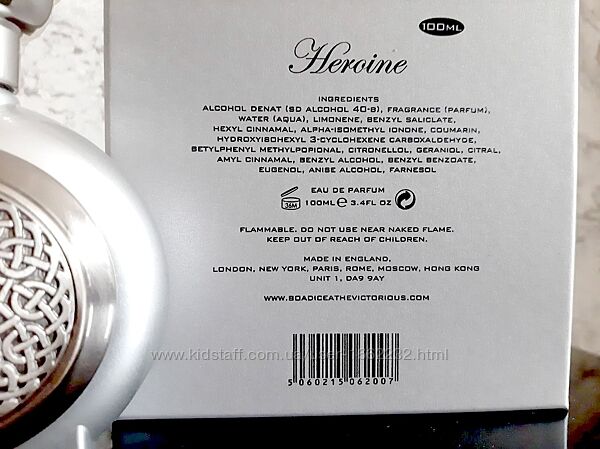 100ML
Heroine
INGREDIENTS
ALCOHOL DENAT (SD ALCOHOL 40-B), FRAGRANCE (PARFUM),
WATER (AQUA), LIMONENE, BENZYL SALICLATE,
HEXYL CINNAMAL, ALPHA-ISOMETHYL IONONE, COUMARIN,
HYDROXYISOHEXYL 3-CYCLOHEXENE CARBOXALDEHYDE,
BETYLPHENYL METHYLPOPIONAL, CITRONELLOL, GERANIOL, CITRAL,
AMYL CINNAMAL, BENZYL ALCOHOL, BENZYL BENZOATE,
EUGENOL, ANISE ALCOHOL, FARNESOL
EAU DE PARFUM
36M 100ML ℮ 3.4FL OZ
FLAMMABLE. DO NOT USE NEAR NAKED FLAME.
KEEP OUT OF REACH OF CHILDREN.
MADE IN ENGLAND.
LONDON, NEW YORK, PARIS, ROME, MOSCOW, HONG KONG
UNIT 1, DA9 9AY
WWW.BOADICEATHEVICTORIOUS.COM
5 060215 062007